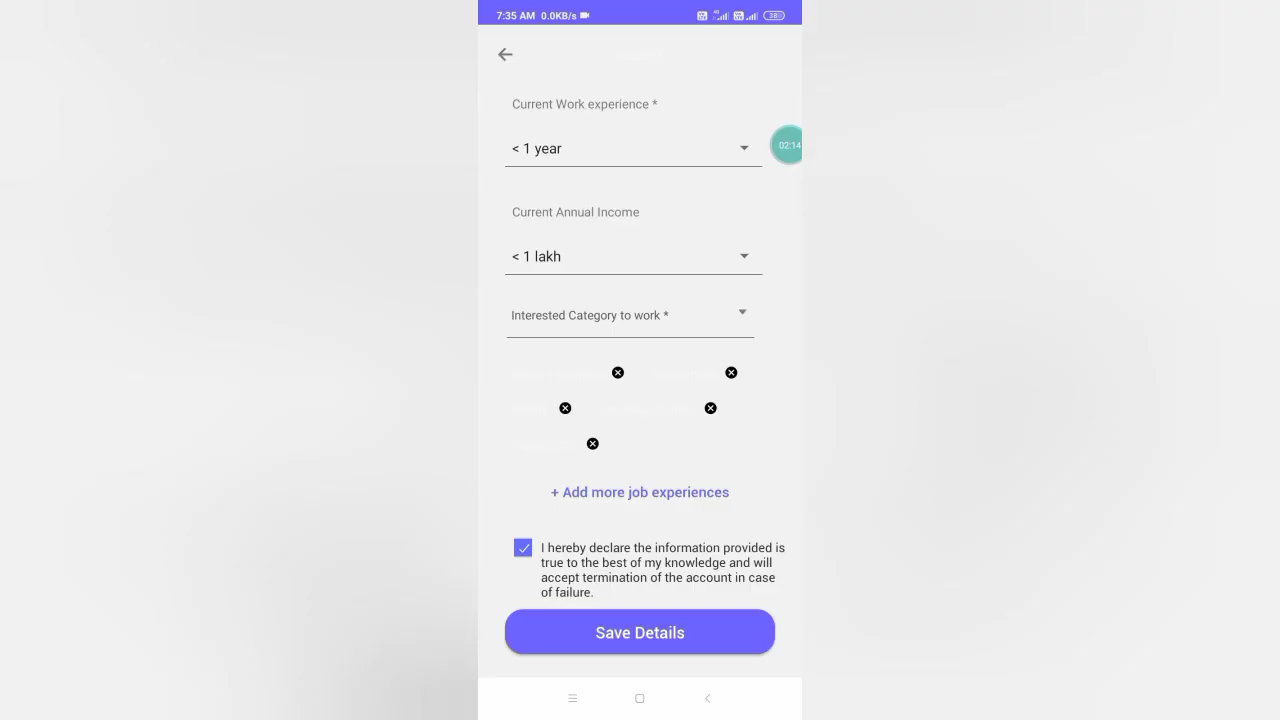 7:35 AM 0.0KB/s 4G 38
Current Work experience *
< 1 year
02:14
Current Annual Income
< 1 lakh
Interested Category to work *
+ Add more job experiences
I hereby declare the information provided is
true to the best of my knowledge and will
accept termination of the account in case
of failure.
Save Details